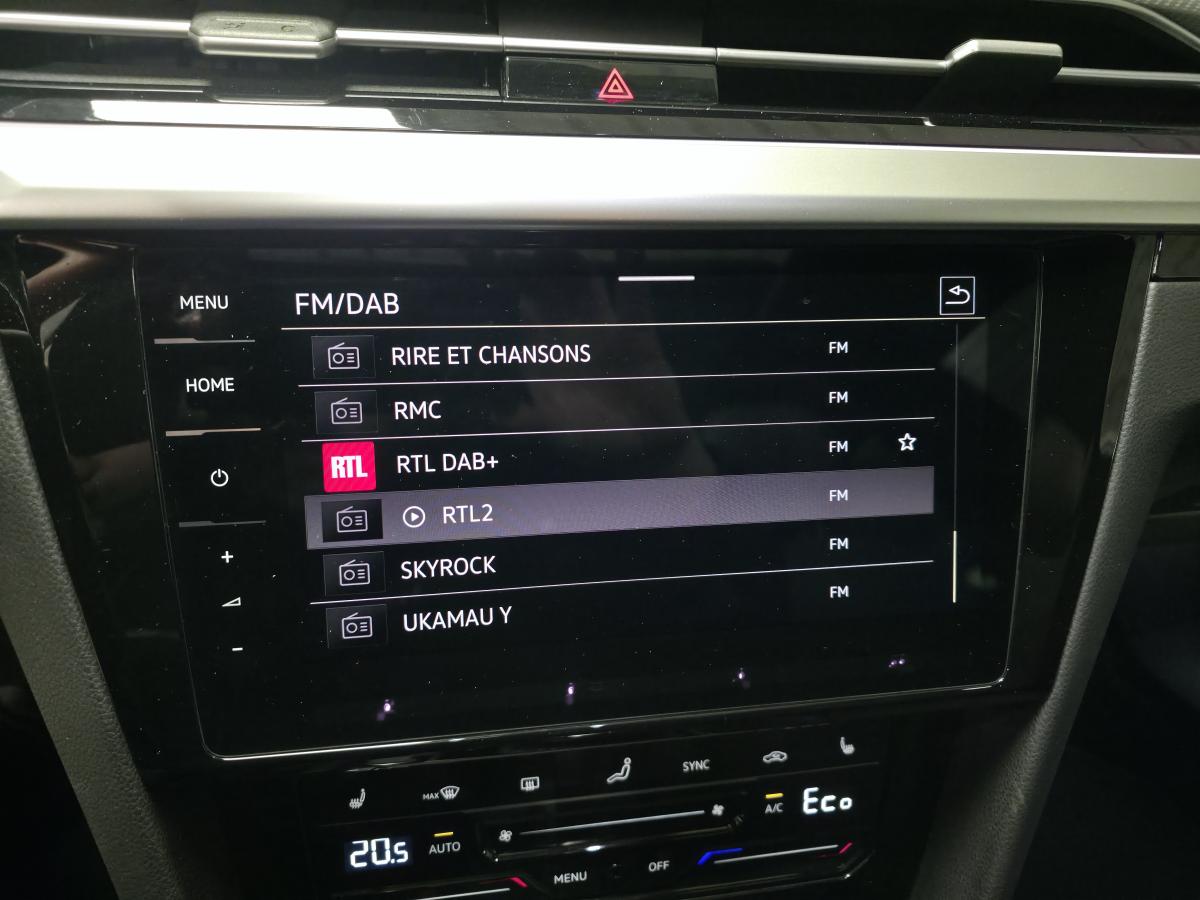 MENU
FM/DAB
HOME
RIRE ET CHANSONS FM
RMC FM
RTL
RTL DAB+ FM
RTL2 FM
SKYROCK FM
UKAMAU Y FM
+
-
MAX
SYNC
20.5
AUTO
A/C
Eco
MENU
OFF